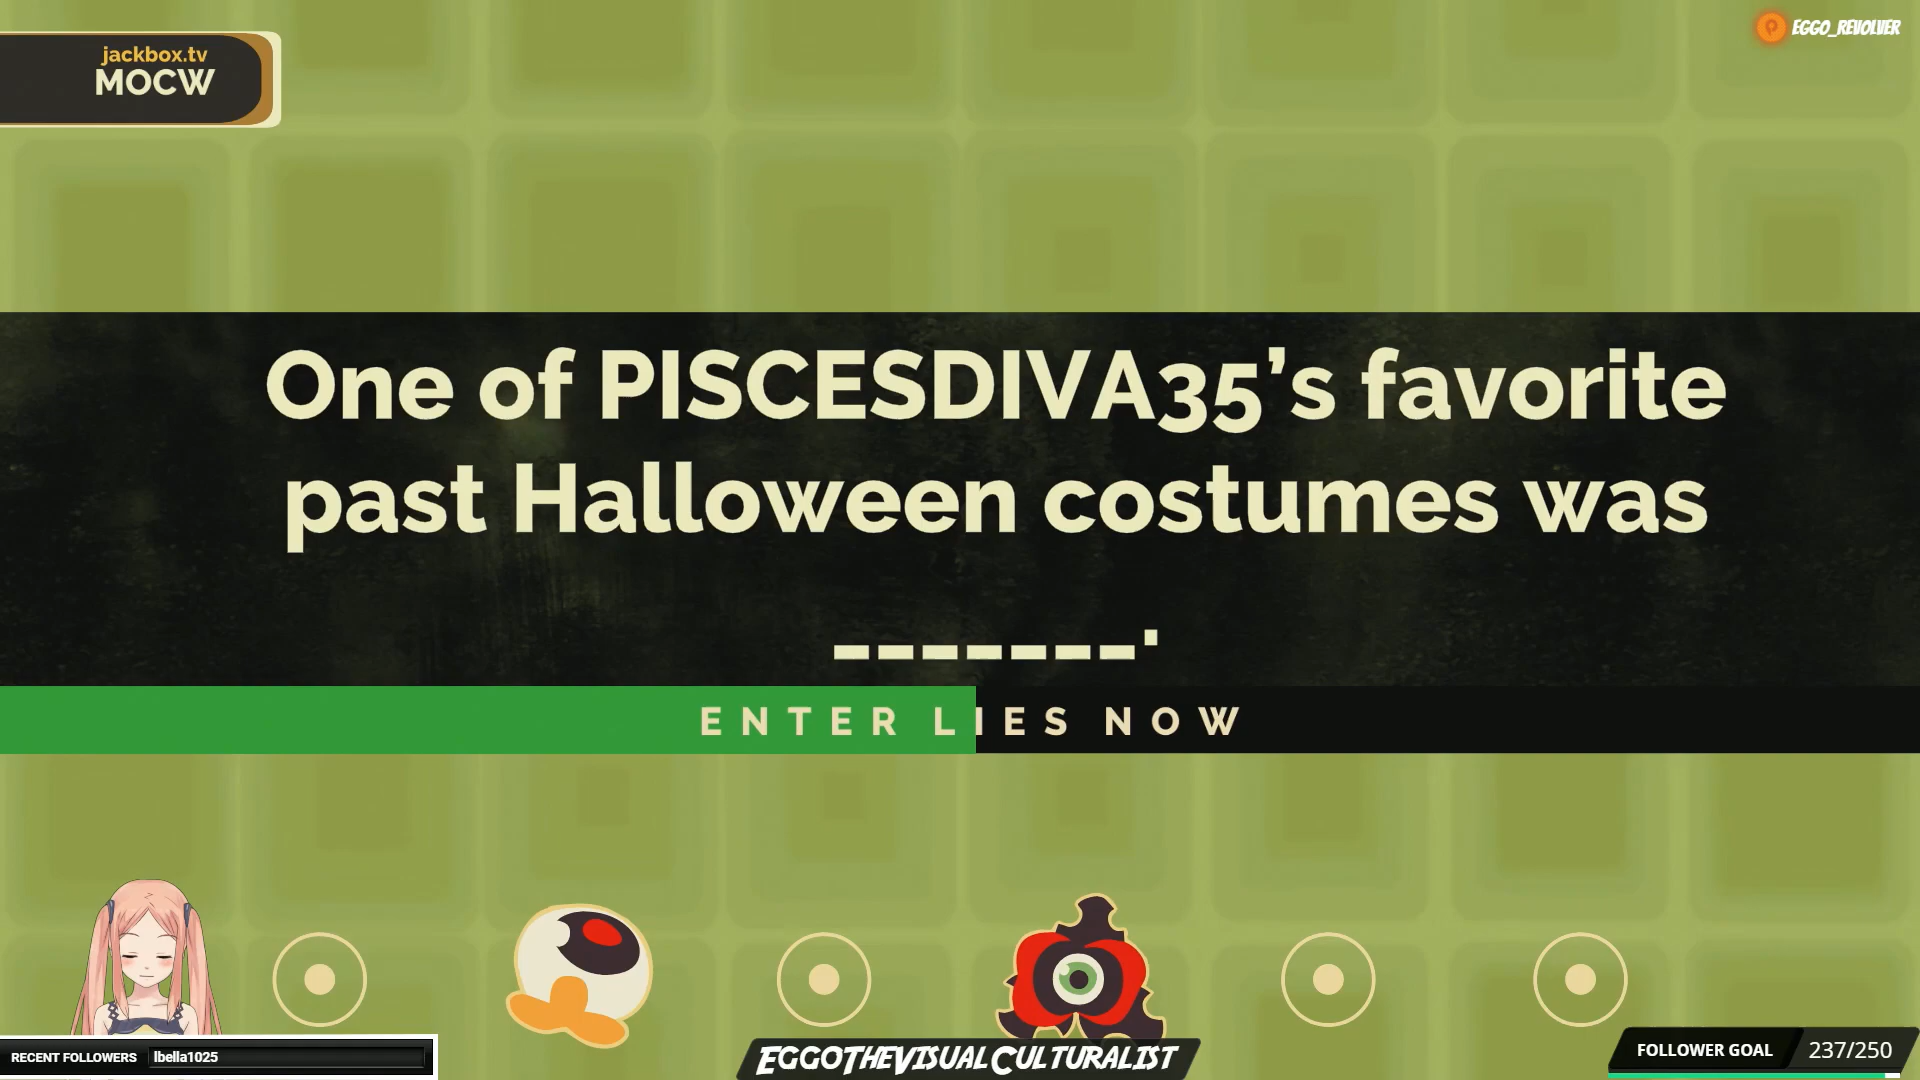 jackbox.tv
MOCW
EGGO_REVOLVER
One of PISCESDIVA35’s favorite
past Halloween costumes was
_______.
ENTER LIES NOW
RECENT FOLLOWERS lbella1025
EGGOTHEVISUALCULTURALIST
FOLLOWER GOAL 237/250